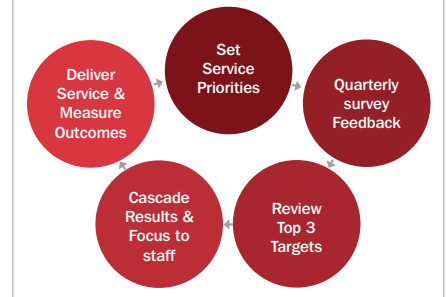 Set
Service
Priorities
Quarterly
survey
Feedback
Review
Top 3
Targets
Cascade
Results &
Focus to
staff
Deliver
Service &
Measure
Outcomes